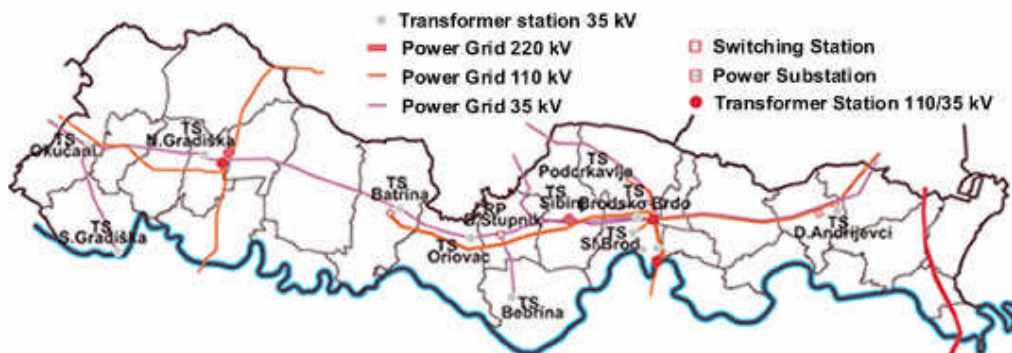 Transformer station 35 kV
Power Grid 220 kV
Power Grid 110 kV
Power Grid 35 kV
Switching Station
Power Substation
Transformer Station 110/35 kV
TS
Okučani
TS
N.Gradiška
TS
S.Gradiška
TS
Batrina
TS
Oriovac
RP
B.Stupnik
TS
Bebrina
TS
Sibinj
TS
Podcrkavlje
TS
Brodsko Brdo
TS
Sl.Brod
TS
D.Andrijevci